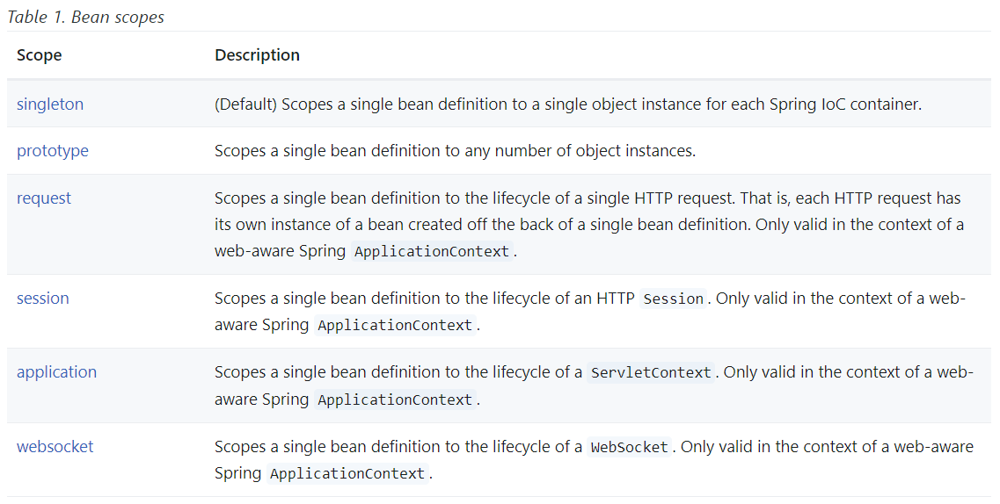 Table 1. Bean scopes
Scope Description
singleton (Default) Scopes a single bean definition to a single object instance for each Spring IoC container.
prototype Scopes a single bean definition to any number of object instances.
request Scopes a single bean definition to the lifecycle of a single HTTP request. That is, each HTTP request has
its own instance of a bean created off the back of a single bean definition. Only valid in the context of a
web-aware Spring ApplicationContext.
session Scopes a single bean definition to the lifecycle of an HTTP Session. Only valid in the context of a web-
aware Spring ApplicationContext.
application Scopes a single bean definition to the lifecycle of a ServletContext. Only valid in the context of a web-
aware Spring ApplicationContext.
websocket Scopes a single bean definition to the lifecycle of a WebSocket. Only valid in the context of a web-aware
Spring ApplicationContext.